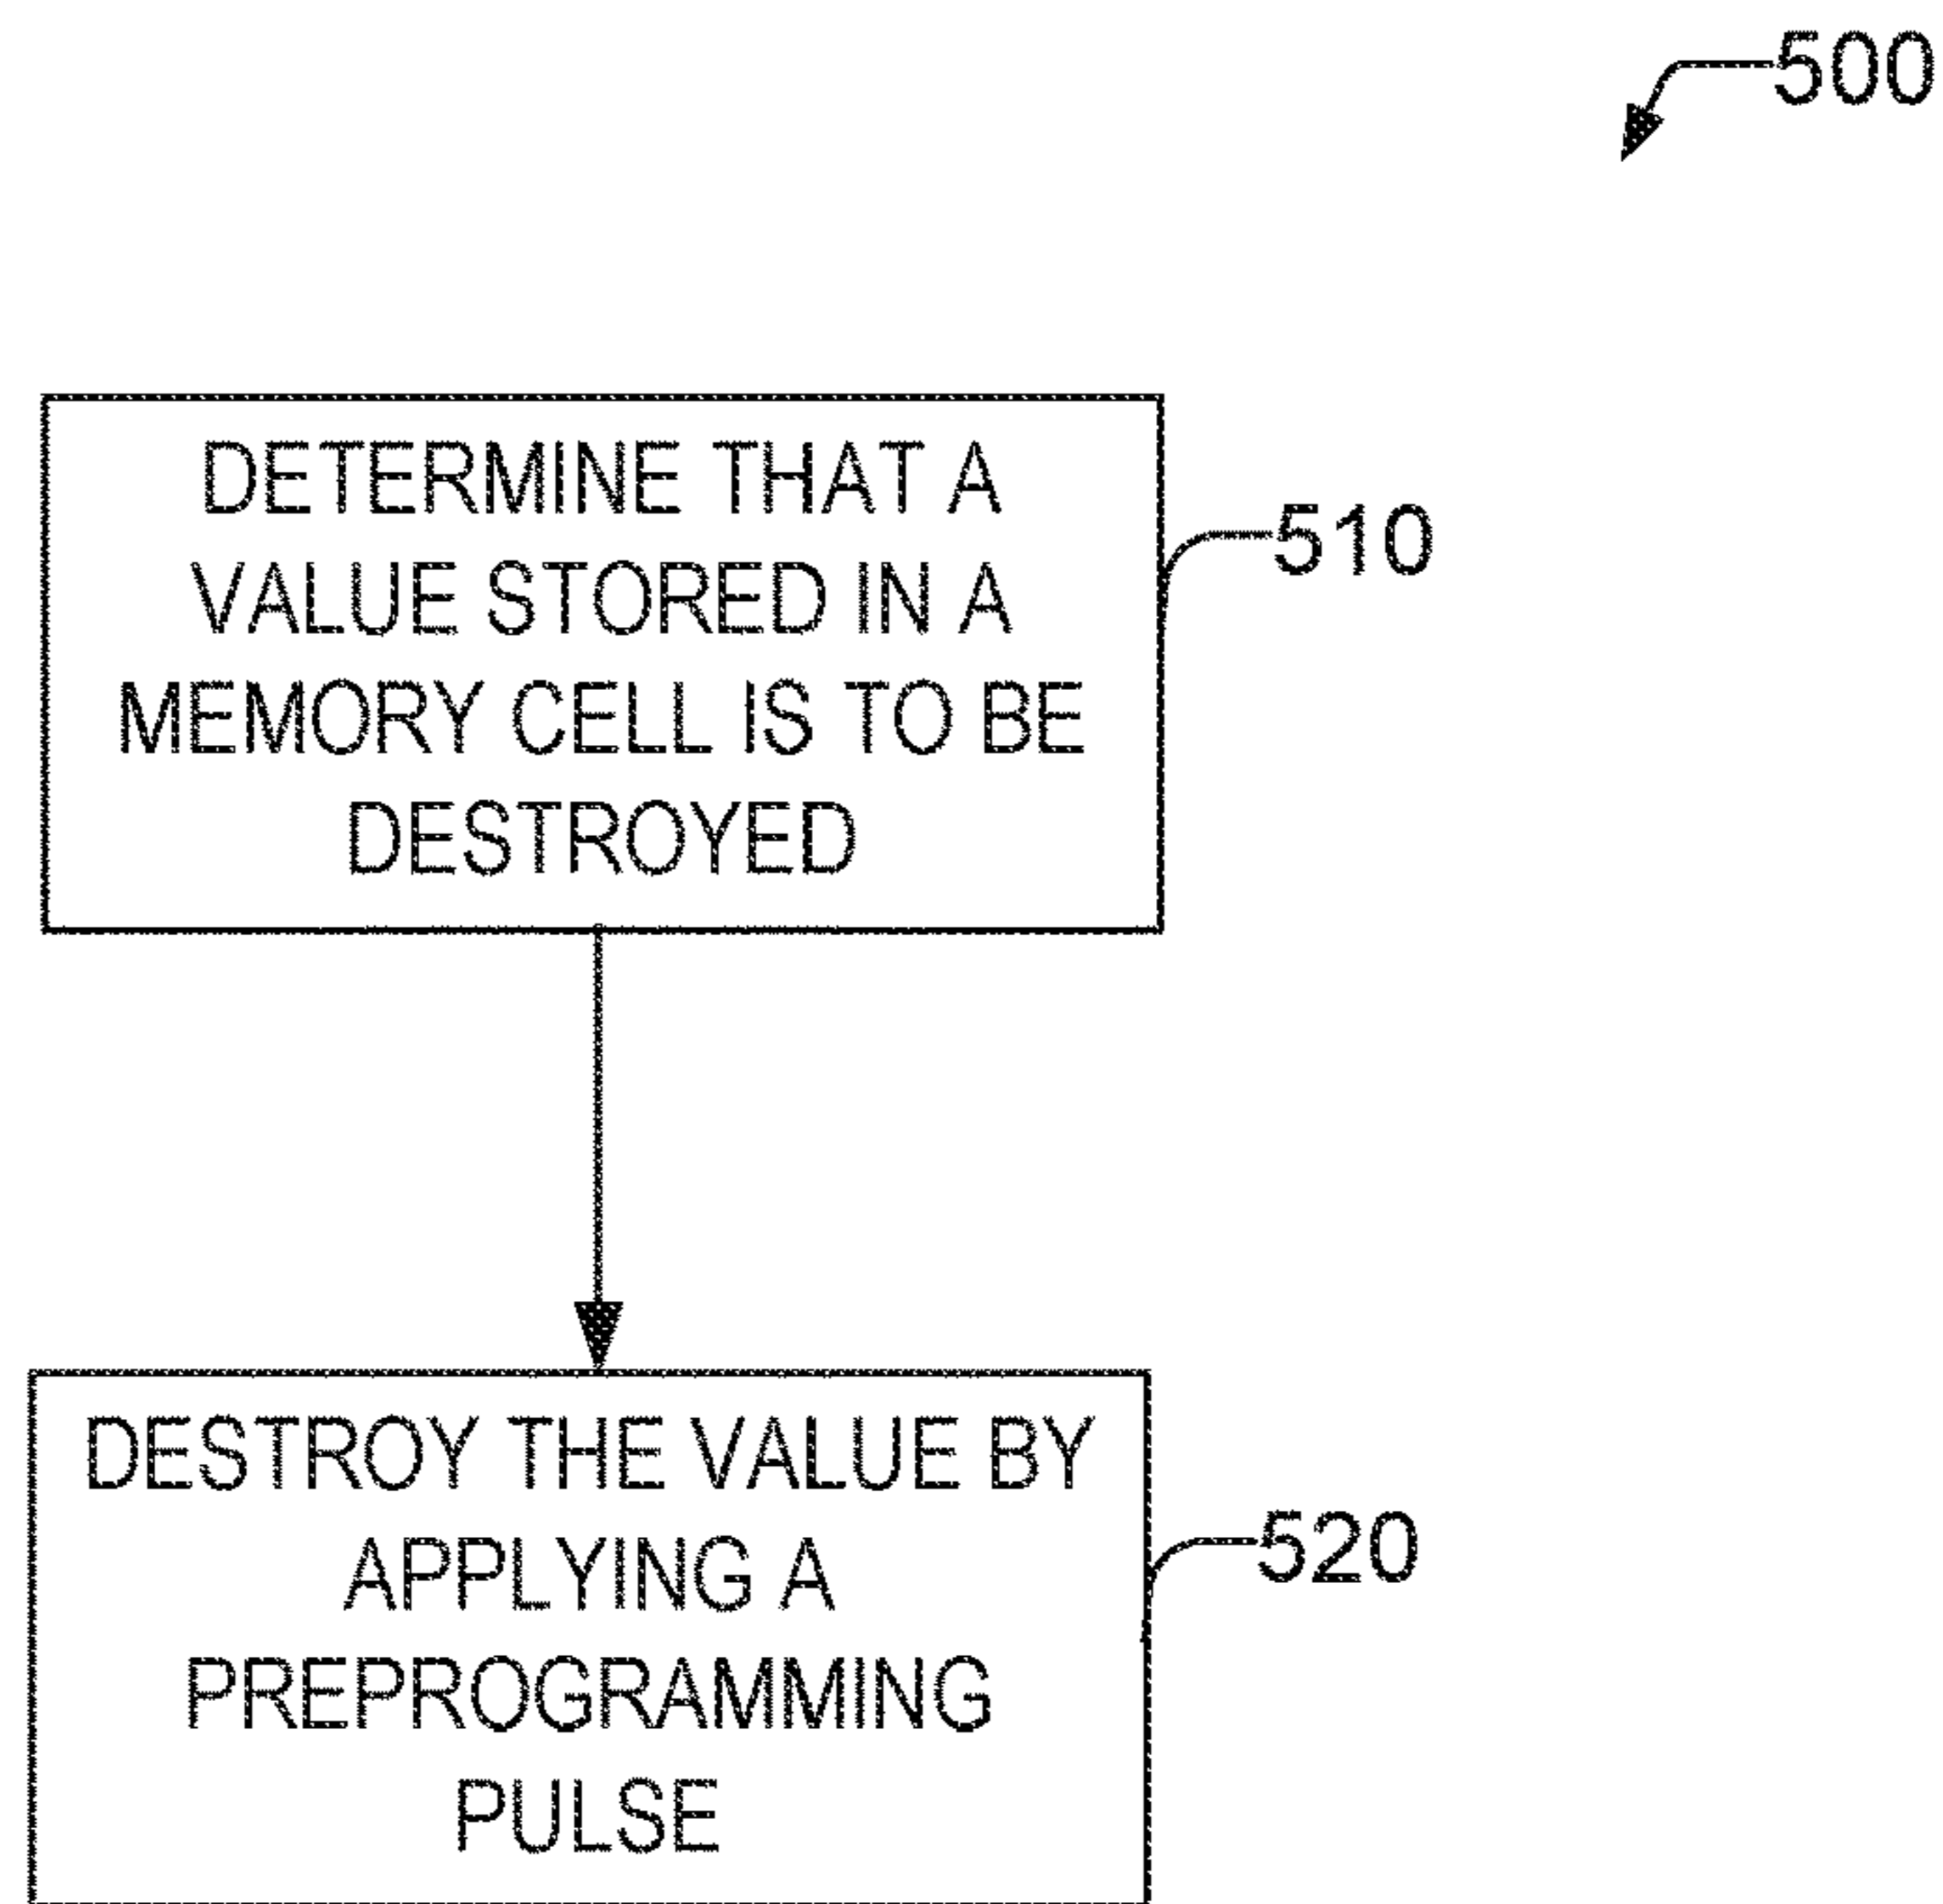 500
DETERMINE THAT A
VALUE STORED IN A
MEMORY CELL IS TO BE
DESTROYED
510
DESTROY THE VALUE BY
APPLYING A
PREPROGRAMMING
PULSE
520